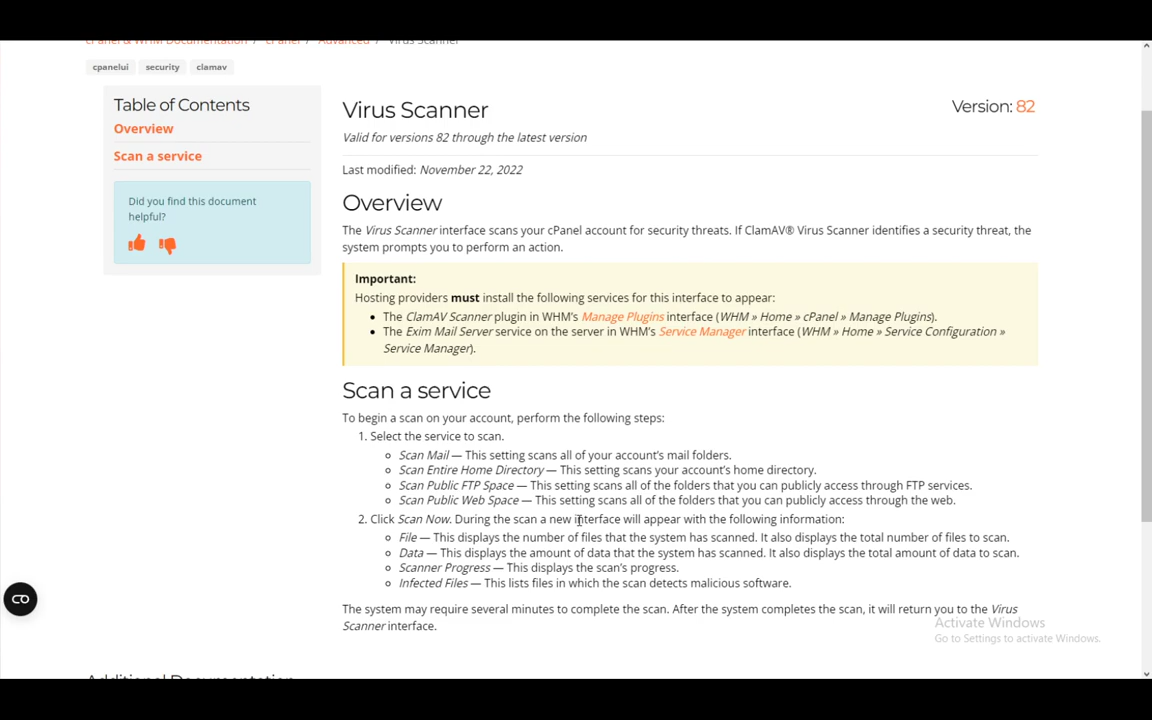 cPanel & WHM Documentation / cPanel / Advanced / Virus Scanner
cpanelui security clamav
Table of Contents
Overview
Scan a service
Did you find this document
helpful?
Virus Scanner
Version: 82
Valid for versions 82 through the latest version
Last modified: November 22, 2022
Overview
The Virus Scanner interface scans your cPanel account for security threats. If ClamAV® Virus Scanner identifies a security threat, the
system prompts you to perform an action.
Important:
Hosting providers must install the following services for this interface to appear:
• The ClamAV Scanner plugin in WHM's Manage Plugins interface (WHM » Home » cPanel » Manage Plugins).
• The Exim Mail Server service on the server in WHM's Service Manager interface (WHM » Home » Service Configuration »
Service Manager).
Scan a service
To begin a scan on your account, perform the following steps:
1. Select the service to scan.
○ Scan Mail — This setting scans all of your account's mail folders.
○ Scan Entire Home Directory — This setting scans your account's home directory.
○ Scan Public FTP Space — This setting scans all of the folders that you can publicly access through FTP services.
○ Scan Public Web Space — This setting scans all of the folders that you can publicly access through the web.
2. Click Scan Now. During the scan a new interface will appear with the following information:
○ File — This displays the number of files that the system has scanned. It also displays the total number of files to scan.
○ Data — This displays the amount of data that the system has scanned. It also displays the total amount of data to scan.
○ Scanner Progress — This displays the scan's progress.
○ Infected Files — This lists files in which the scan detects malicious software.
The system may require several minutes to complete the scan. After the system completes the scan, it will return you to the Virus
Scanner interface.
Activate Windows
Go to Settings to activate Windows.
Additional Documentation